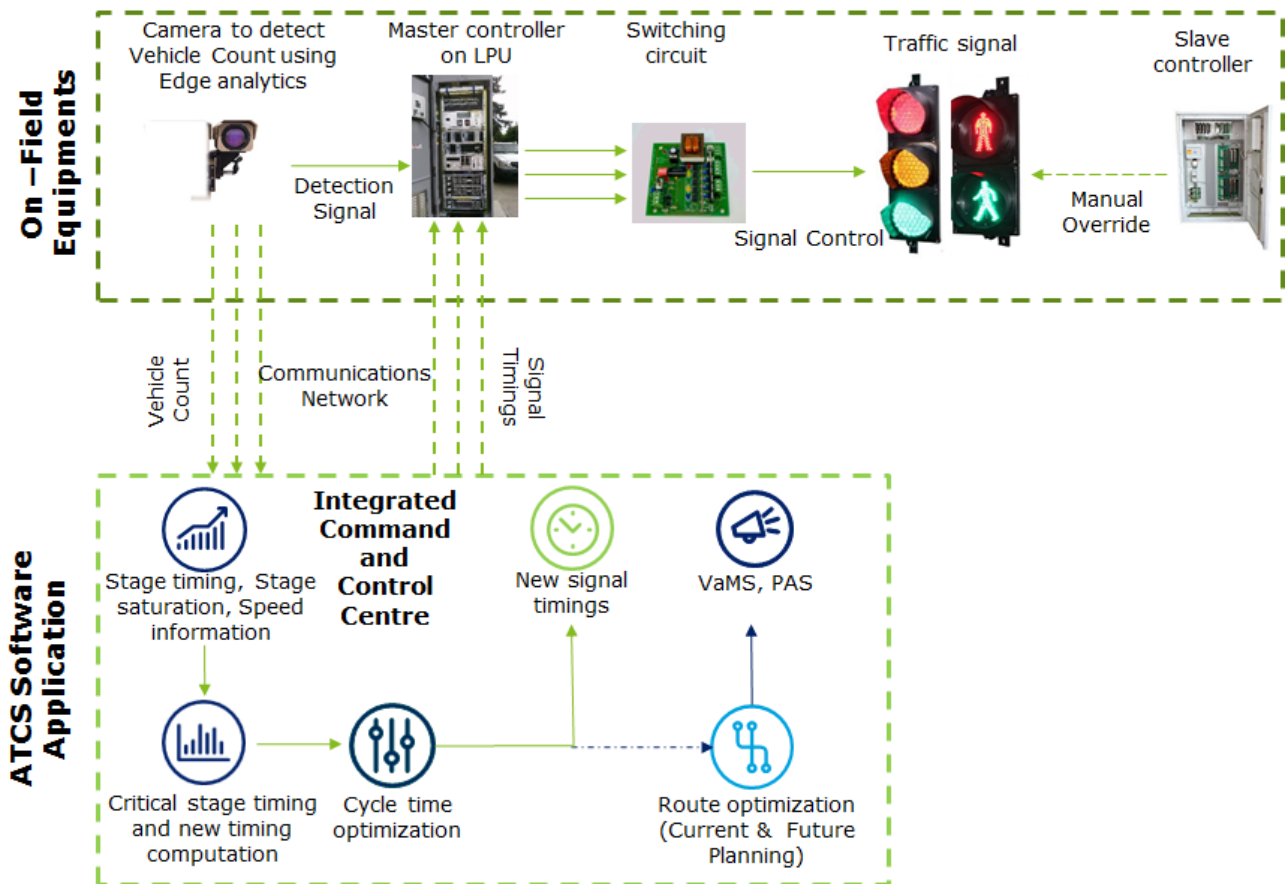 On –Field
Equipments
Camera to detect
Vehicle Count using
Edge analytics
Master controller
on LPU
Switching
circuit
Traffic signal
Slave
controller
Detection
Signal
Signal Control
Manual
Override
Vehicle
Count
Communications
Network
Signal
Timings
ATCS Software
Application
Integrated
Command
and
Control
Centre
Stage timing, Stage
saturation, Speed
information
New signal
timings
VaMS, PAS
Critical stage timing
and new timing
computation
Cycle time
optimization
Route optimization
(Current & Future
Planning)